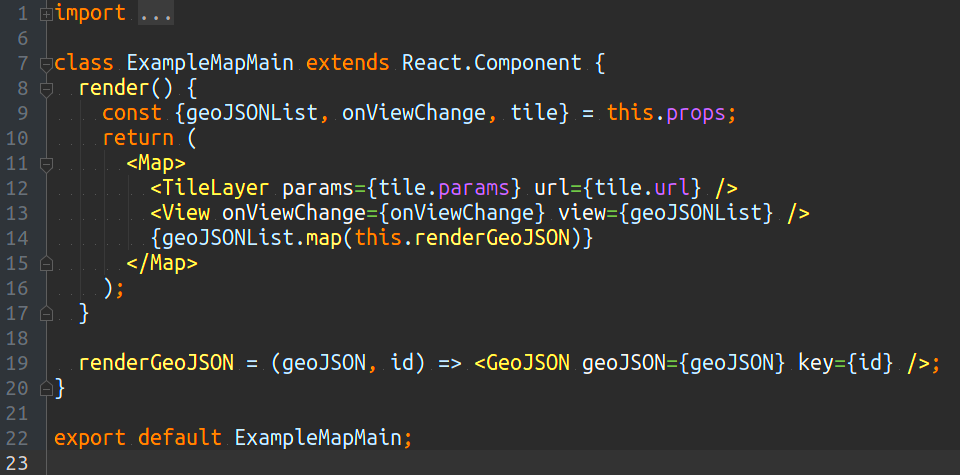 1 import ...
6
7 class ExampleMapMain extends React.Component {
8   render() {
9     const {geoJSONList, onViewChange, tile} = this.props;
10     return (
11       <Map>
12         <TileLayer params={tile.params} url={tile.url} />
13         <View onViewChange={onViewChange} view={geoJSONList} />
14         {geoJSONList.map(this.renderGeoJSON)}
15       </Map>
16     );
17   }
18
19   renderGeoJSON = (geoJSON, id) => <GeoJSON geoJSON={geoJSON} key={id} />;
20 }
21
22 export default ExampleMapMain;
23